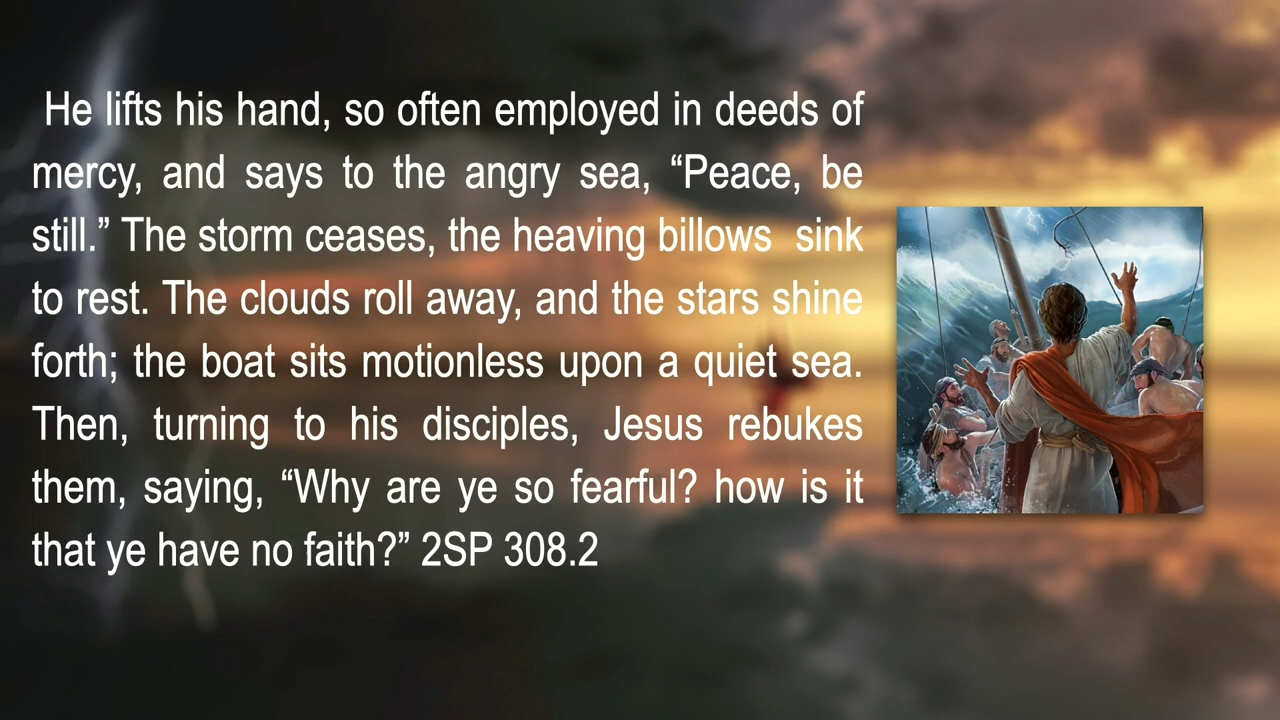 He lifts his hand, so often employed in deeds of
mercy, and says to the angry sea, “Peace, be
still.” The storm ceases, the heaving billows  sink
to rest. The clouds roll away, and the stars shine
forth; the boat sits motionless upon a quiet sea.
Then, turning to his disciples, Jesus rebukes
them, saying, “Why are ye so fearful? how is it
that ye have no faith?” 2SP 308.2